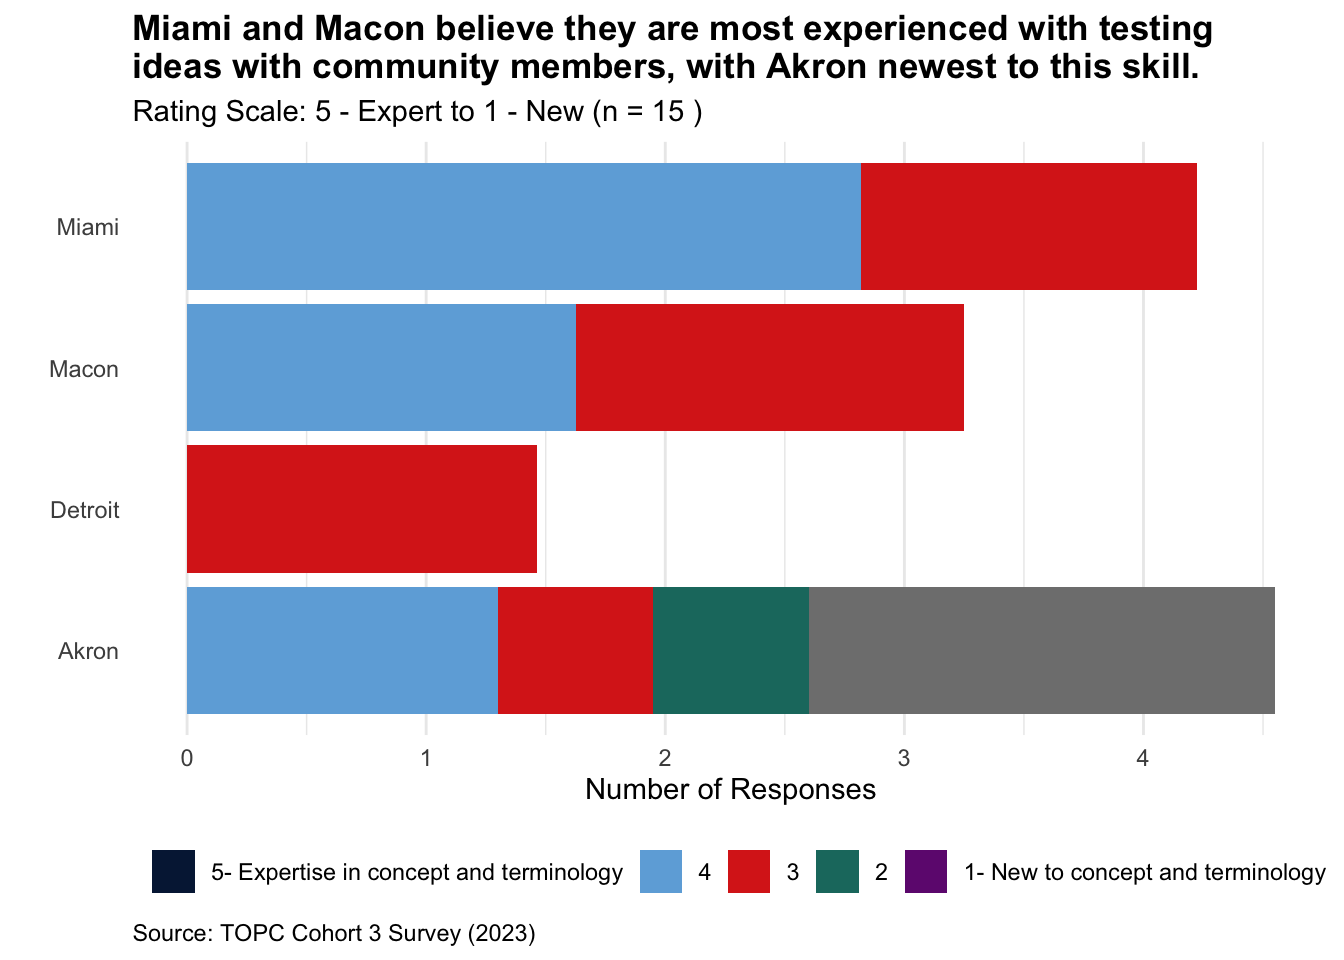 Miami and Macon believe they are most experienced with testing
ideas with community members, with Akron newest to this skill.
Rating Scale: 5 - Expert to 1 - New (n = 15 )
Miami
Macon
Detroit
Akron
0 1 2 3 4
Number of Responses
5- Expertise in concept and terminology 4 3 2 1- New to concept and terminology
Source: TOPC Cohort 3 Survey (2023)